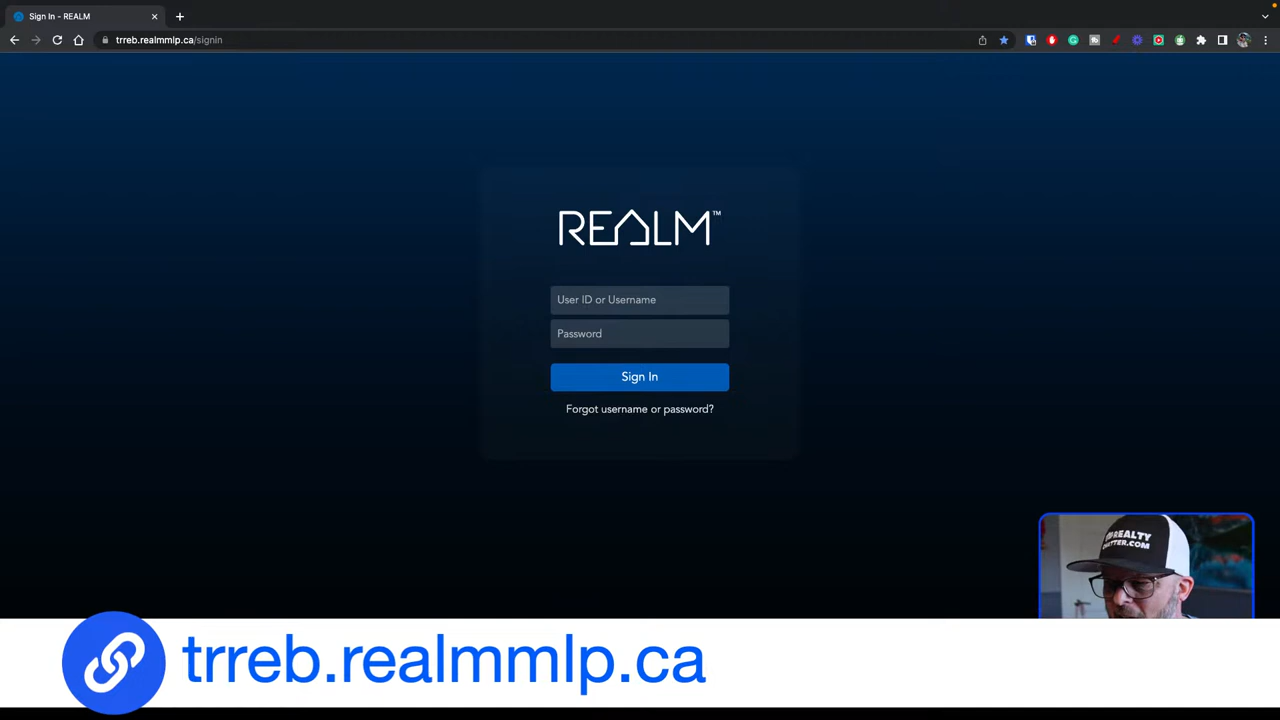 Sign In - REALM
trreb.realmmlp.ca/signin
REALM™
User ID or Username
Password
Sign In
Forgot username or password?
trreb.realmmlp.ca